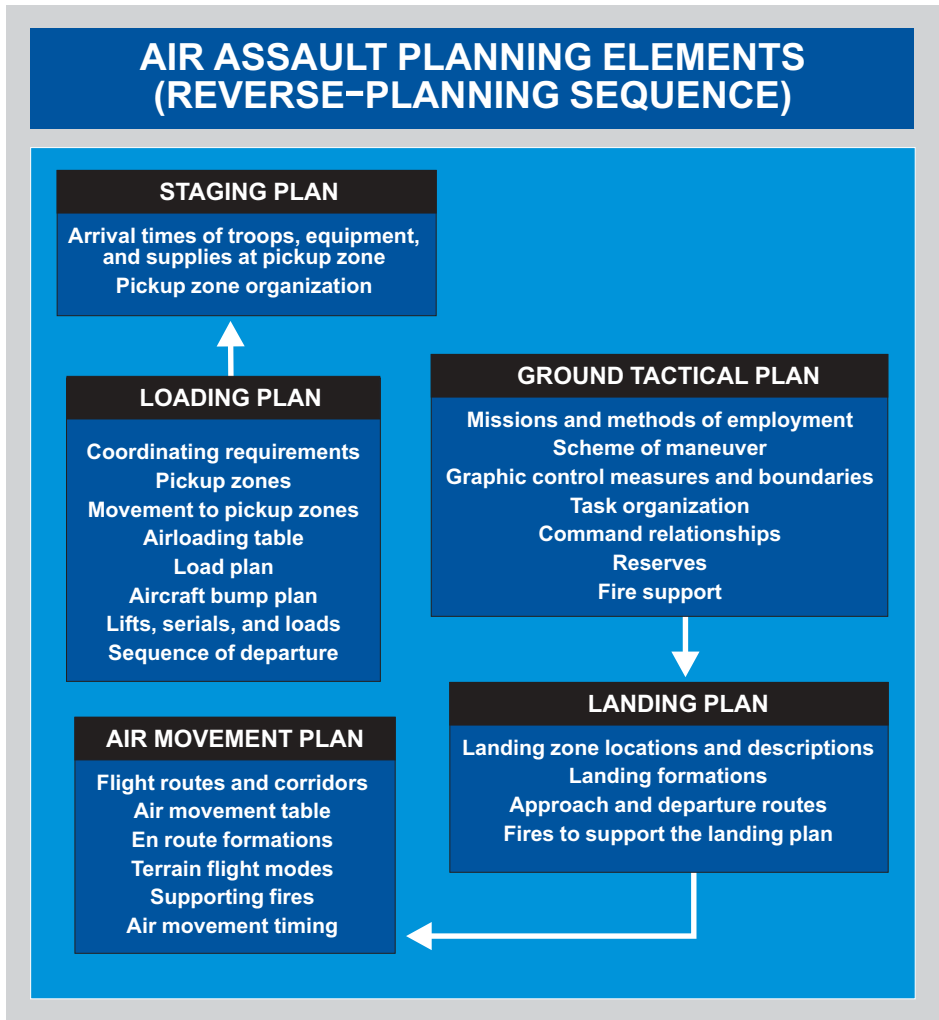 AIR ASSAULT PLANNING ELEMENTS
(REVERSE-PLANNING SEQUENCE)
STAGING PLAN
Arrival times of troops, equipment,
and supplies at pickup zone
Pickup zone organization
LOADING PLAN
Coordinating requirements
Pickup zones
Movement to pickup zones
Airloading table
Load plan
Aircraft bump plan
Lifts, serials, and loads
Sequence of departure
GROUND TACTICAL PLAN
Missions and methods of employment
Scheme of maneuver
Graphic control measures and boundaries
Task organization
Command relationships
Reserves
Fire support
AIR MOVEMENT PLAN
Flight routes and corridors
Air movement table
En route formations
Terrain flight modes
Supporting fires
Air movement timing
LANDING PLAN
Landing zone locations and descriptions
Landing formations
Approach and departure routes
Fires to support the landing plan